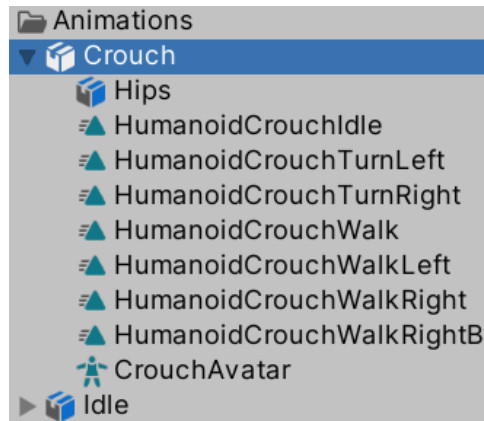 Animations
Crouch
Hips
HumanoidCrouchIdle
HumanoidCrouchTurnLeft
HumanoidCrouchTurnRight
HumanoidCrouchWalk
HumanoidCrouchWalkLeft
HumanoidCrouchWalkRight
HumanoidCrouchWalkRightB
CrouchAvatar
Idle